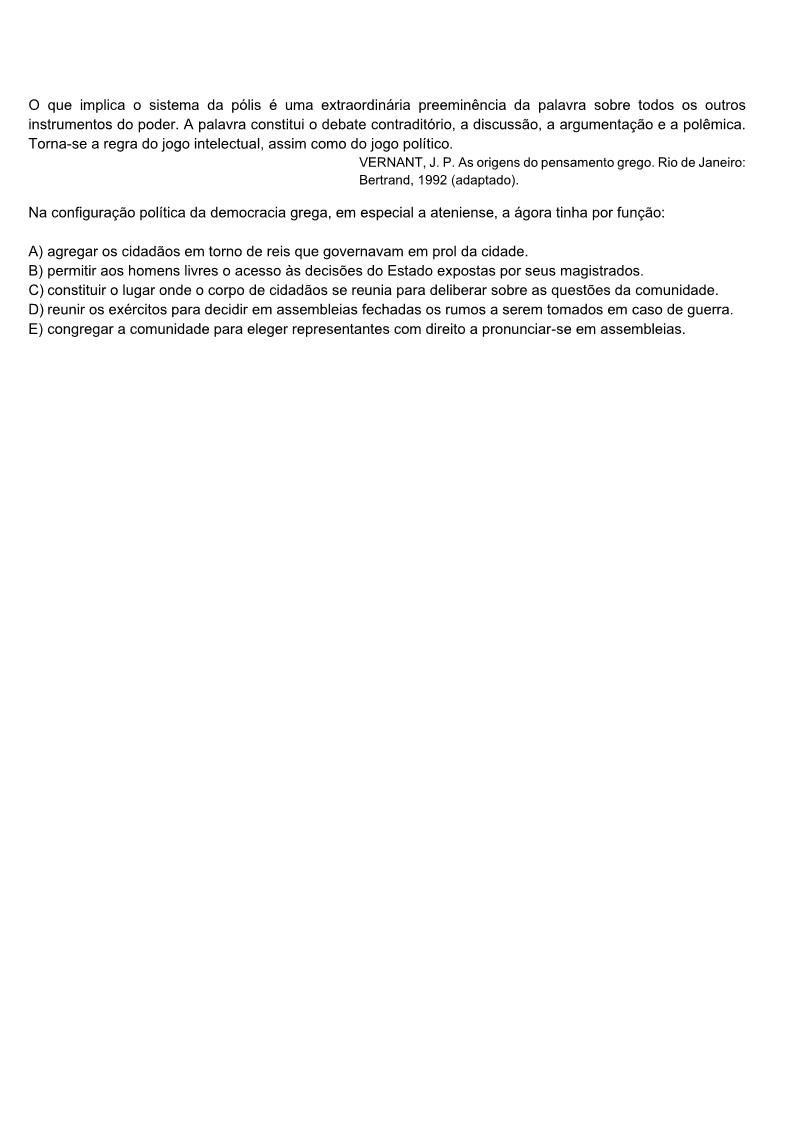 O que implica o sistema da pólis é uma extraordinária preeminência da palavra sobre todos os outros
instrumentos do poder. A palavra constitui o debate contraditório, a discussão, a argumentação e a polêmica.
Torna-se a regra do jogo intelectual, assim como do jogo político.
VERNANT, J. P. As origens do pensamento grego. Rio de Janeiro:
Bertrand, 1992 (adaptado).
Na configuração política da democracia grega, em especial a ateniense, a ágora tinha por função:
A) agregar os cidadãos em torno de reis que governavam em prol da cidade.
B) permitir aos homens livres o acesso às decisões do Estado expostas por seus magistrados.
C) constituir o lugar onde o corpo de cidadãos se reunia para deliberar sobre as questões da comunidade.
D) reunir os exércitos para decidir em assembleias fechadas os rumos a serem tomados em caso de guerra.
E) congregar a comunidade para eleger representantes com direito a pronunciar-se em assembleias.